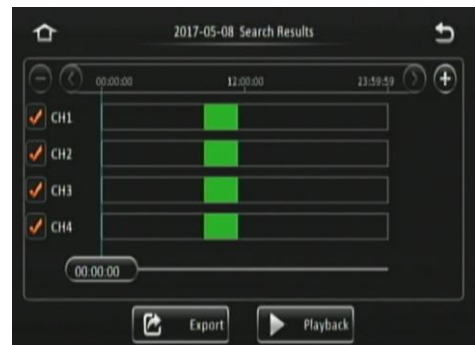 2017-05-08 Search Results
00:00:00 12:00:00 23:59:59
CH1
CH2
CH3
CH4
00:00:00
Export Playback